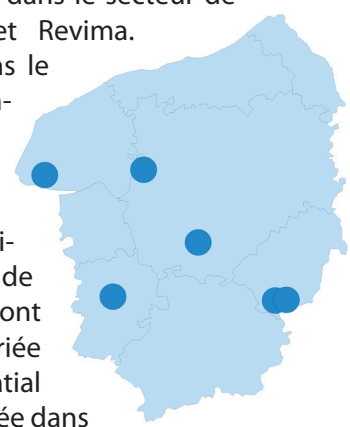 dans le secteur de
et Revima.
ns le
n-
i-
de
ont
riée
tial
ée dans